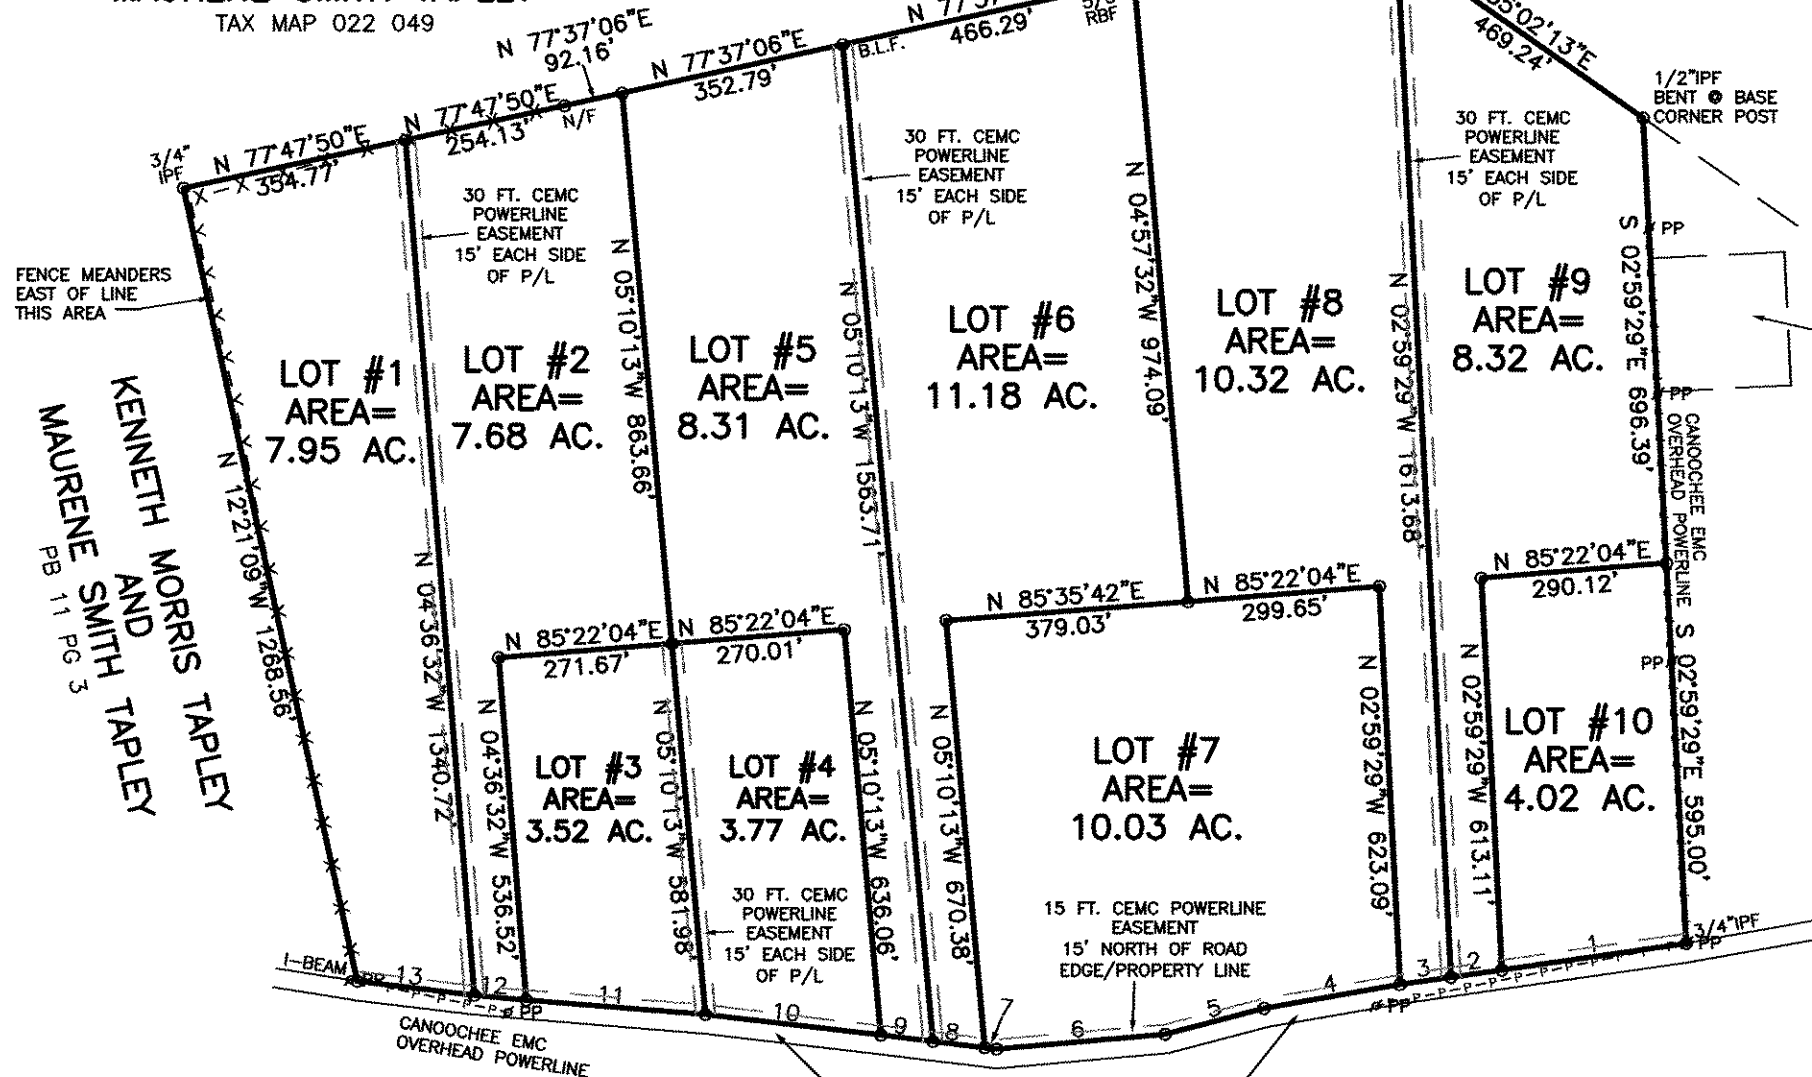 TAX MAP 022 049
N 77°37'06"E
92.16'
N 77°37'06"E
352.79'
B.L.F.
466.29'
RBF
05°02'13"E
469.24'
1/2"IPF
BENT @ BASE
CORNER POST
3/4"
IPF
N 77°47'50"E
354.77'
N 77°47'50"E
254.13'
N/F
30 FT. CEMC
POWERLINE
EASEMENT
15' EACH SIDE
OF P/L
30 FT. CEMC
POWERLINE
EASEMENT
15' EACH SIDE
OF P/L
30 FT. CEMC
POWERLINE
EASEMENT
15' EACH SIDE
OF P/L
FENCE MEANDERS
EAST OF LINE
THIS AREA
LOT #1
AREA=
7.95 AC.
LOT #2
AREA=
7.68 AC.
LOT #5
AREA=
8.31 AC.
LOT #6
AREA=
11.18 AC.
LOT #8
AREA=
10.32 AC.
LOT #9
AREA=
8.32 AC.
KENNETH MORRIS TAPLEY
AND
MAURENE SMITH TAPLEY
PB 11 PG 3
N 12°21'09"W 1268.56'
N 04°36'32"W 1340.72'
N 05°10'13"W 863.66'
N 05°10'13"W 1563.71'
N 04°57'32"W 974.09'
N 02°59'29"W 1613.68'
S 02°59'29"E 696.39'
PP
PP
CANOOCHEE EMC
OVERHEAD POWERLINE
N 85°22'04"E
271.67'
N 85°22'04"E
270.01'
N 85°35'42"E
379.03'
N 85°22'04"E
299.65'
N 85°22'04"E
290.12'
PP
N 04°36'32"W 536.52'
N 05°10'13"W 581.98'
N 05°10'13"W 636.06'
N 05°10'13"W 670.38'
N 02°59'29"W 623.09'
N 02°59'29"W 613.11'
S 02°59'29"E 595.00'
LOT #3
AREA=
3.52 AC.
LOT #4
AREA=
3.77 AC.
LOT #7
AREA=
10.03 AC.
LOT #10
AREA=
4.02 AC.
30 FT. CEMC
POWERLINE
EASEMENT
15' EACH SIDE
OF P/L
15 FT. CEMC POWERLINE
EASEMENT
15' NORTH OF ROAD
EDGE/PROPERTY LINE
I-BEAM
PP
13
12
11
10
9
8
7
6
5
4
3
2
1
3/4"IPF
PP
PP
PP
CANOOCHEE EMC
OVERHEAD POWERLINE